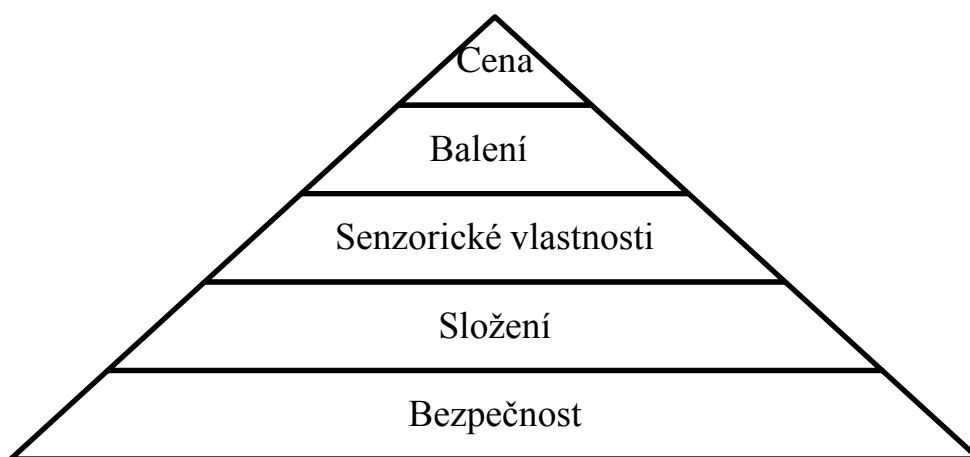 Cena
Balení
Senzorické vlastnosti
Složení
Bezpečnost